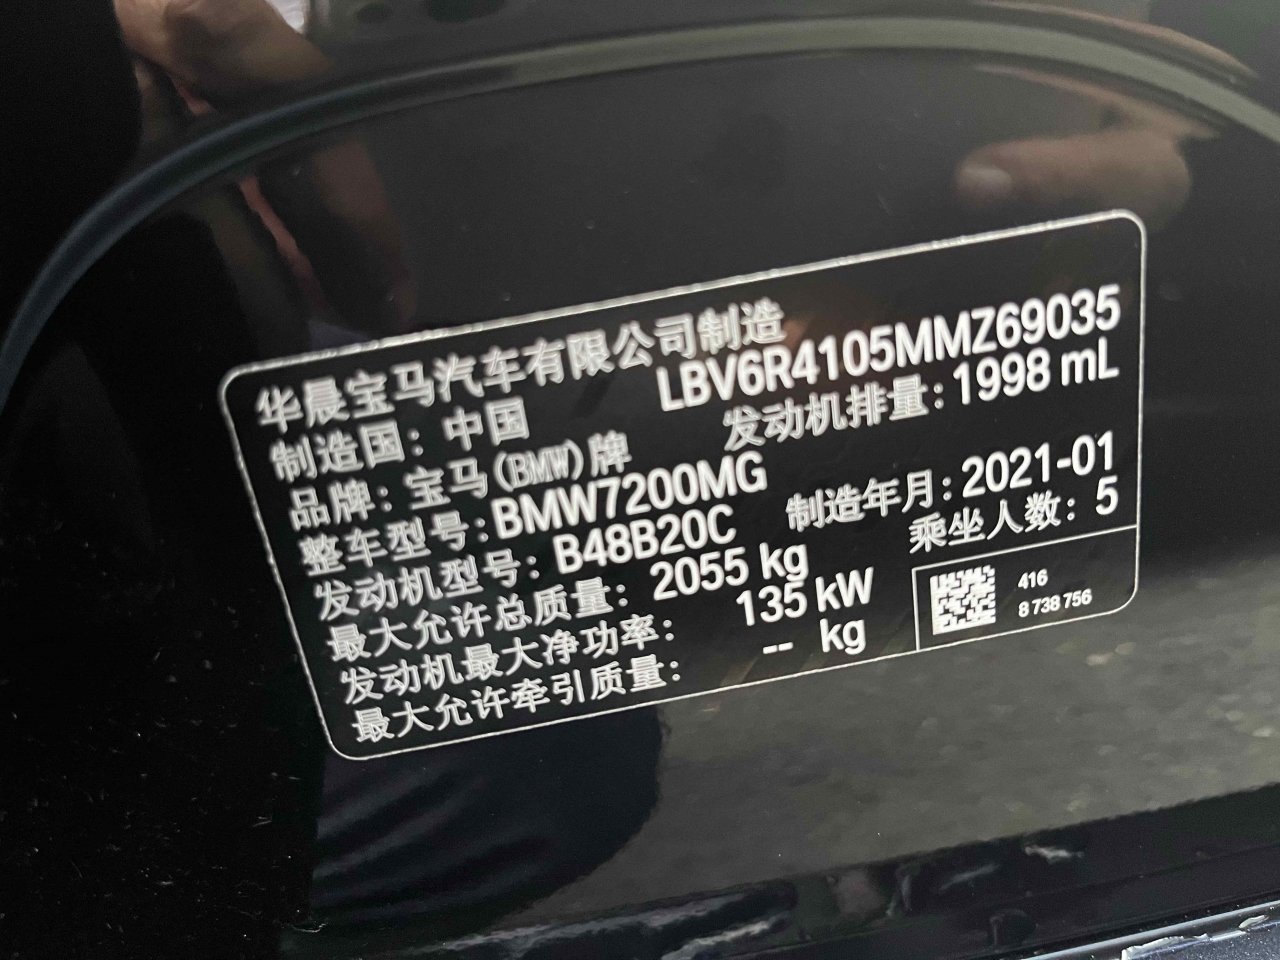 华晨宝马汽车有限公司制造
LBV6R4105MMZ69035
制造国：中国
发动机排量：1998 mL
品牌：宝马(BMW)牌
整车型号：BMW7200MG
制造年月：2021-01
发动机型号：B48B20C
乘坐人数：5
最大允许总质量：2055 kg
发动机最大净功率：135 kW
最大允许牵引质量：-- kg
416
8 738 756